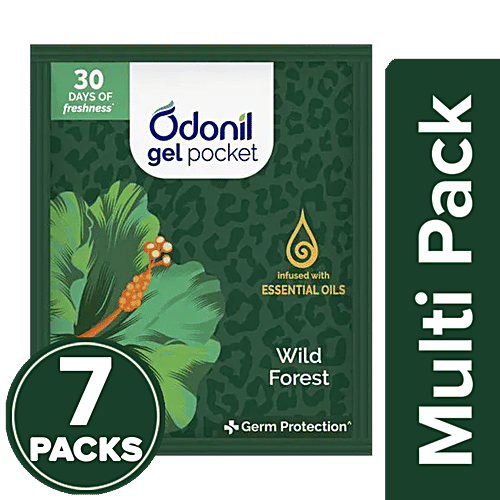 30
DAYS OF
freshness*
Odonil
gel pocket
infused with
ESSENTIAL OILS
Wild
Forest
Germ Protection^
7
PACKS
Multi Pack